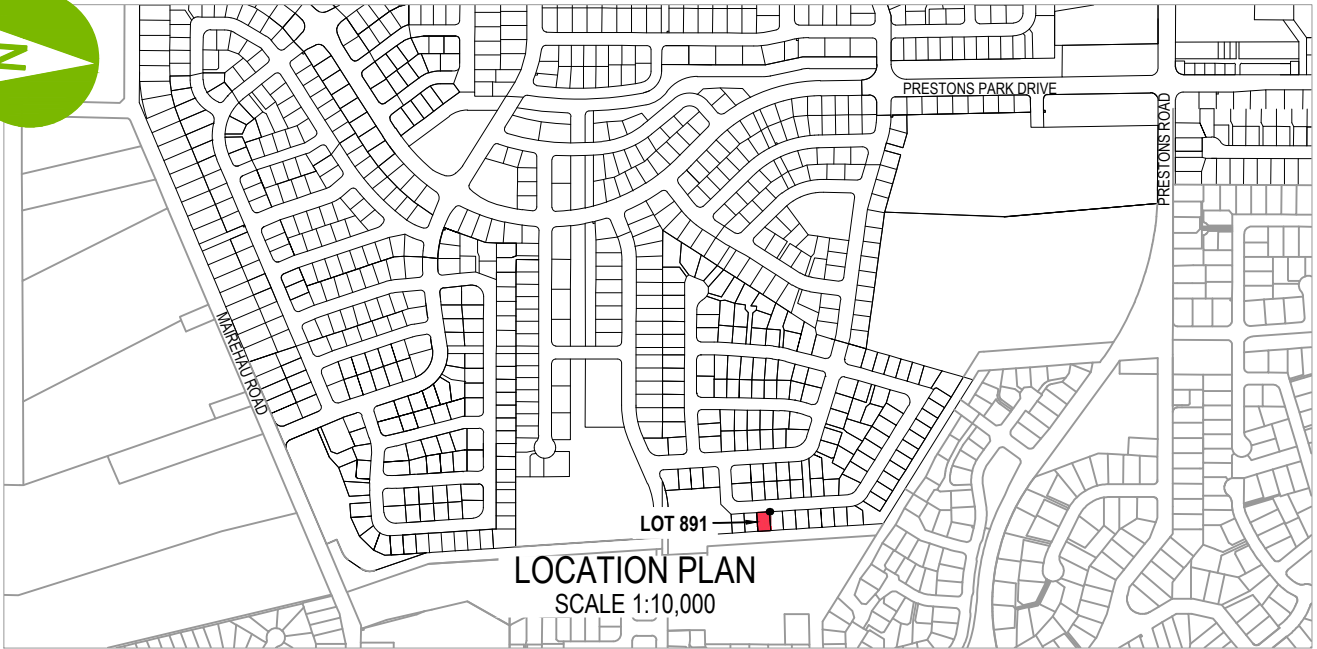 N
PRESTONS PARK DRIVE
PRESTONS ROAD
MAIREHAU ROAD
LOT 891
LOCATION PLAN
SCALE 1:10,000